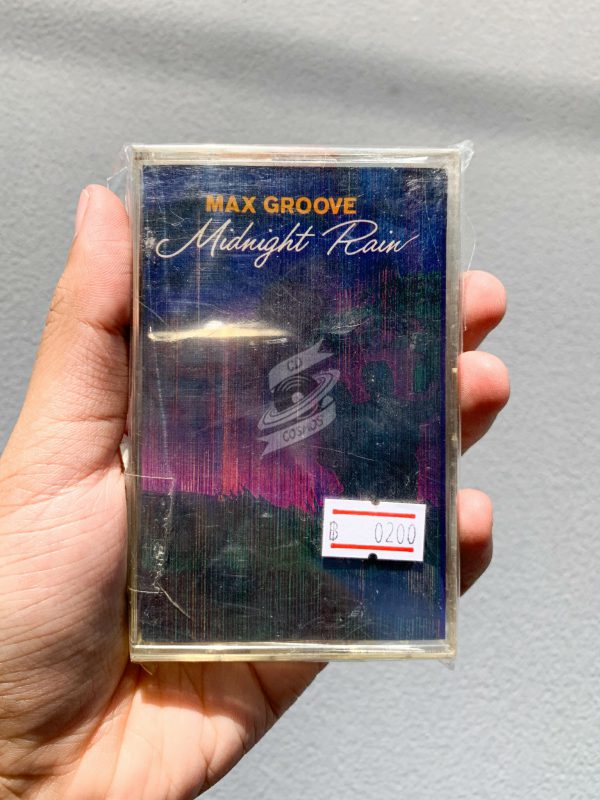 MAX GROOVE
Midnight Rain
CD
COSMOS
฿ 0200